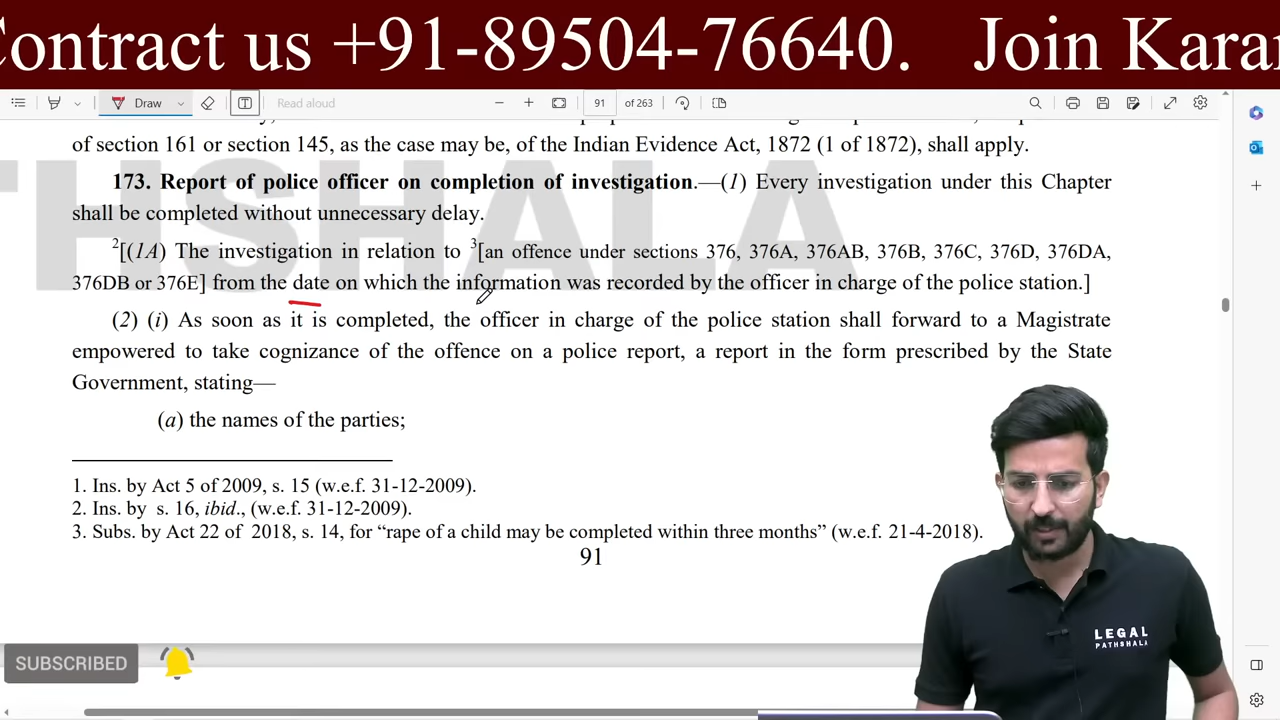 Contract us +91-89504-76640. Join Karan
Draw
Read aloud
91 of 263
of section 161 or section 145, as the case may be, of the Indian Evidence Act, 1872 (1 of 1872), shall apply.
173. Report of police officer on completion of investigation.—(1) Every investigation under this Chapter
shall be completed without unnecessary delay.
2[(1A) The investigation in relation to 3[an offence under sections 376, 376A, 376AB, 376B, 376C, 376D, 376DA,
376DB or 376E] from the date on which the information was recorded by the officer in charge of the police station.]
(2) (i) As soon as it is completed, the officer in charge of the police station shall forward to a Magistrate
empowered to take cognizance of the offence on a police report, a report in the form prescribed by the State
Government, stating—
(a) the names of the parties;
1. Ins. by Act 5 of 2009, s. 15 (w.e.f. 31-12-2009).
2. Ins. by s. 16, ibid., (w.e.f. 31-12-2009).
3. Subs. by Act 22 of 2018, s. 14, for “rape of a child may be completed within three months” (w.e.f. 21-4-2018).
91
THSHALA
LEGAL
PATHSHALA
SUBSCRIBED